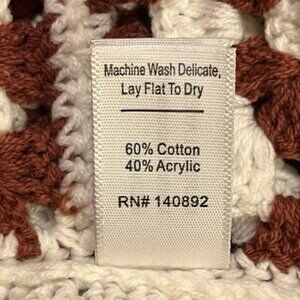 Machine Wash Delicate,
Lay Flat To Dry
60% Cotton
40% Acrylic
RN# 140892